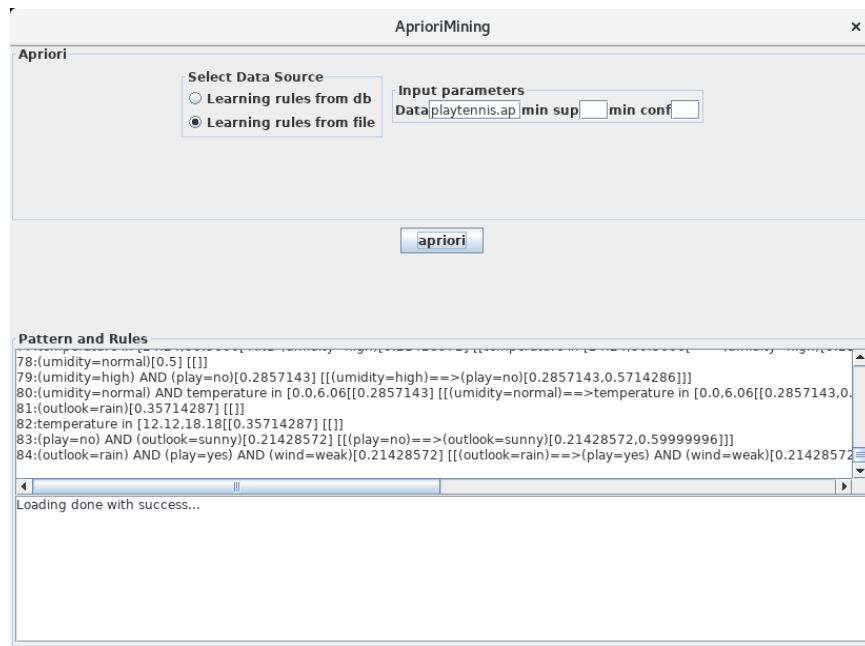 AprioriMining ×
Apriori
Select Data Source
Learning rules from db
Learning rules from file
Input parameters
Data playtennis.ap min sup min conf
apriori
Pattern and Rules
78:(umidity=normal)[0.5] [[]]
79:(umidity=high) AND (play=no)[0.2857143] [[(umidity=high)==>(play=no)[0.2857143,0.5714286]]]
80:(umidity=normal) AND temperature in [0.0,6.06[[0.2857143] [[(umidity=normal)==>temperature in [0.0,6.06[[0.2857143,0.
81:(outlook=rain)[0.35714287] [[]]
82:temperature in [12.12,18.18[[0.35714287] [[]]
83:(play=no) AND (outlook=sunny)[0.21428572] [[(play=no)==>(outlook=sunny)[0.21428572,0.59999996]]]
84:(outlook=rain) AND (play=yes) AND (wind=weak)[0.21428572] [[(outlook=rain)==>(play=yes) AND (wind=weak)[0.21428572
Loading done with success...